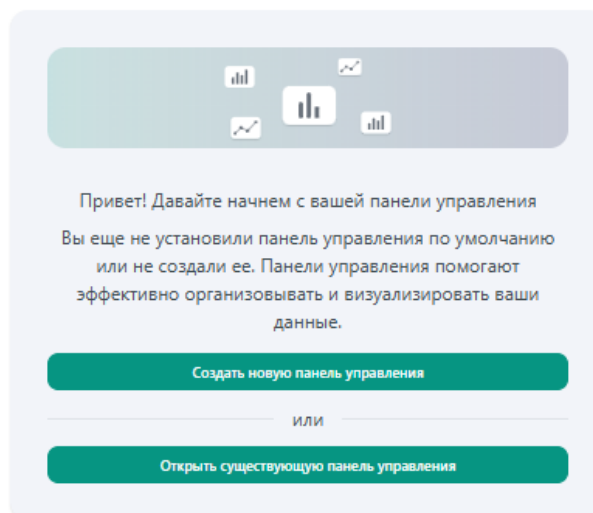 Привет! Давайте начнем с вашей панели управления
Вы еще не установили панель управления по умолчанию
или не создали ее. Панели управления помогают
эффективно организовывать и визуализировать ваши
данные.
Создать новую панель управления
или
Открыть существующую панель управления